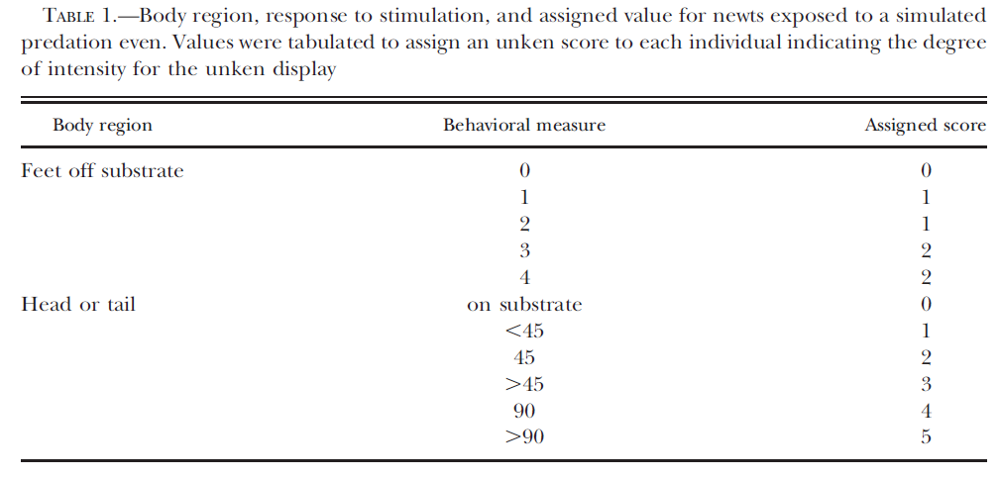 TABLE 1.—Body region, response to stimulation, and assigned value for newts exposed to a simulated
predation even. Values were tabulated to assign an unken score to each individual indicating the degree
of intensity for the unken display
Body region Behavioral measure Assigned score
Feet off substrate 0 0
1 1
2 1
3 2
4 2
Head or tail on substrate 0
<45 1
45 2
>45 3
90 4
>90 5